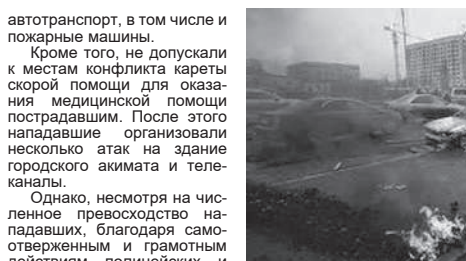 автотранспорт, в том числе и
пожарные машины.
Кроме того, не допускали
к местам конфликта кареты
скорой помощи для оказа-
ния медицинской помощи
пострадавшим. После этого
нападавшие организовали
несколько атак на здание
городского акимата и теле-
каналы.
Однако, несмотря на чис-
ленное превосходство на-
падавших, благодаря само-
отверженным и грамотным
действиям полицейских и